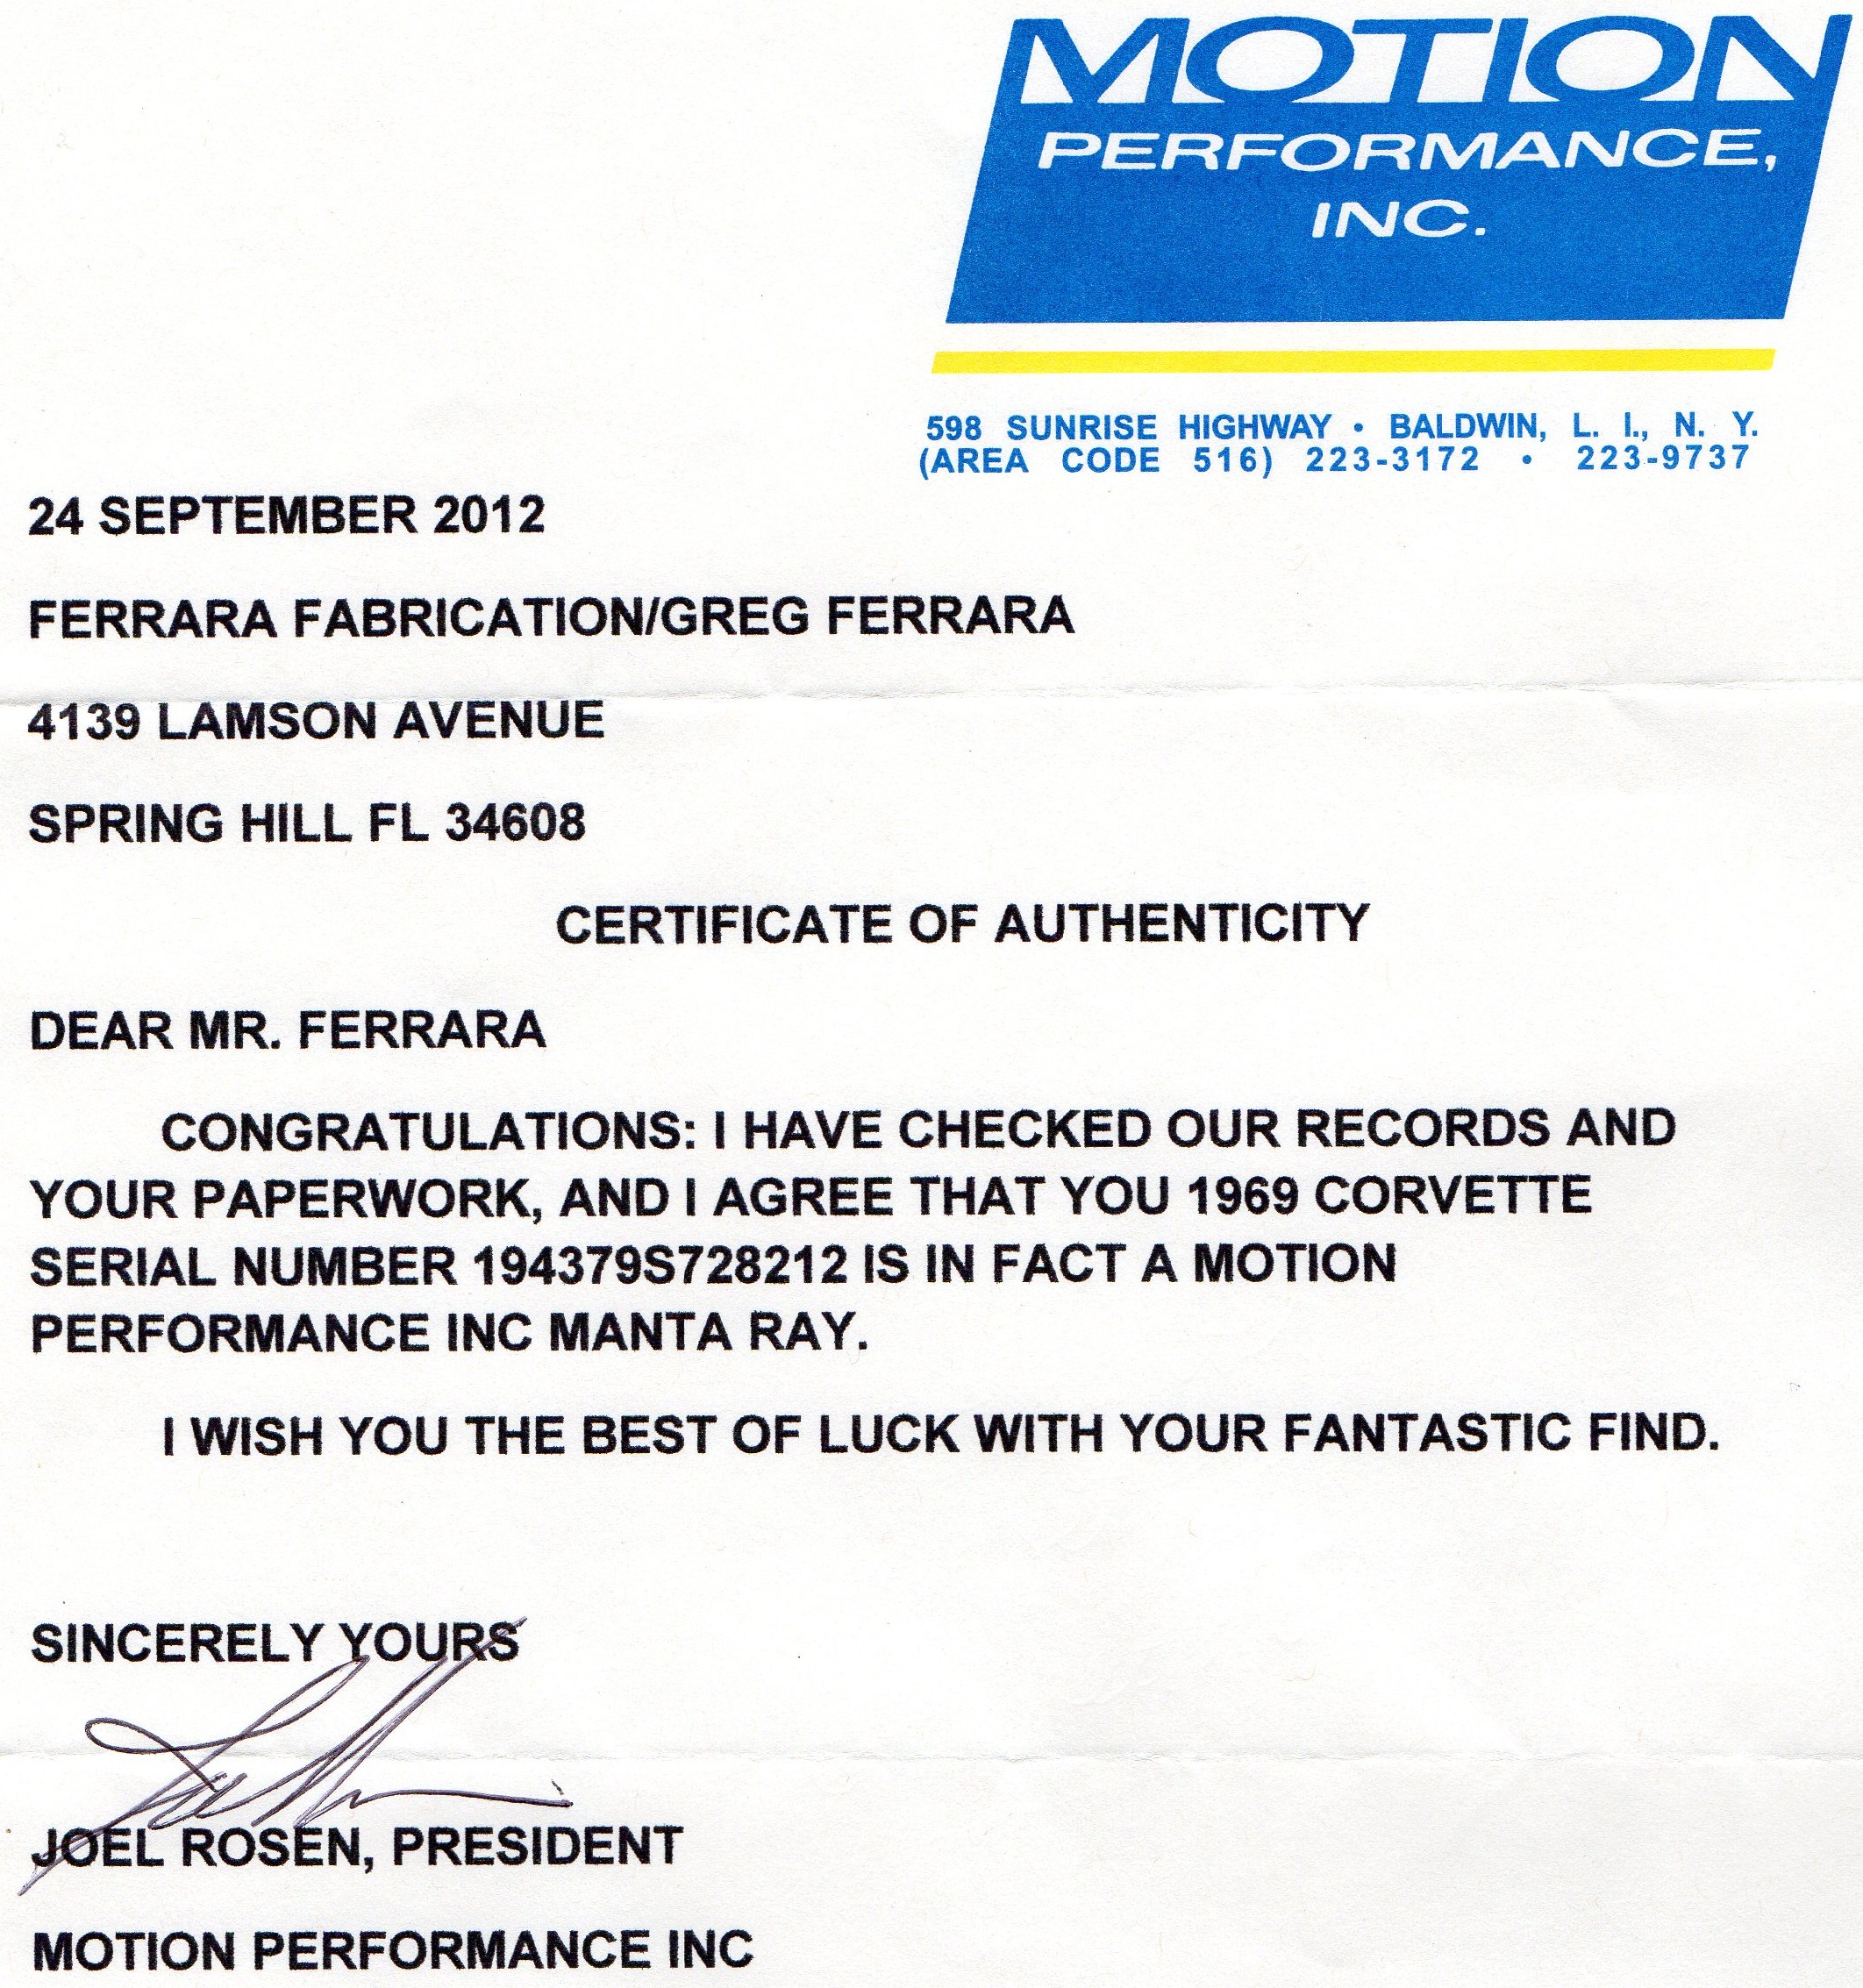 MOTION
PERFORMANCE,
INC.
598 SUNRISE HIGHWAY • BALDWIN, L. I., N. Y.
(AREA CODE 516) 223-3172 • 223-9737
24 SEPTEMBER 2012
FERRARA FABRICATION/GREG FERRARA
4139 LAMSON AVENUE
SPRING HILL FL 34608
CERTIFICATE OF AUTHENTICITY
DEAR MR. FERRARA
CONGRATULATIONS: I HAVE CHECKED OUR RECORDS AND
YOUR PAPERWORK, AND I AGREE THAT YOU 1969 CORVETTE
SERIAL NUMBER 194379S728212 IS IN FACT A MOTION
PERFORMANCE INC MANTA RAY.
I WISH YOU THE BEST OF LUCK WITH YOUR FANTASTIC FIND.
SINCERELY YOURS
JOEL ROSEN, PRESIDENT
MOTION PERFORMANCE INC